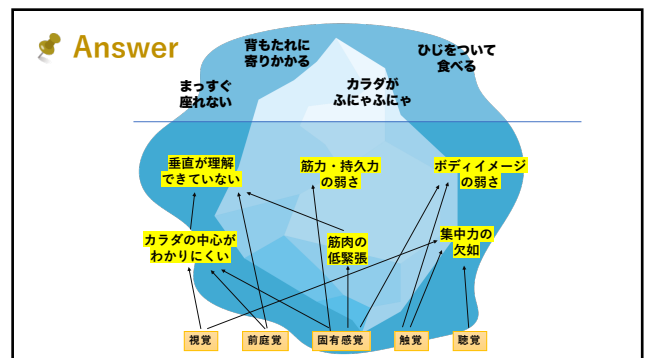 Answer
背もたれに
寄りかかる
ひじをついて
食べる
まっすぐ
座れない
カラダが
ふにゃふにゃ
垂直が理解
できていない
筋力・持久力
の弱さ
ボディイメージ
の弱さ
カラダの中心が
わかりにくい
筋肉の
低緊張
集中力の
欠如
視覚
前庭覚
固有感覚
触覚
聴覚